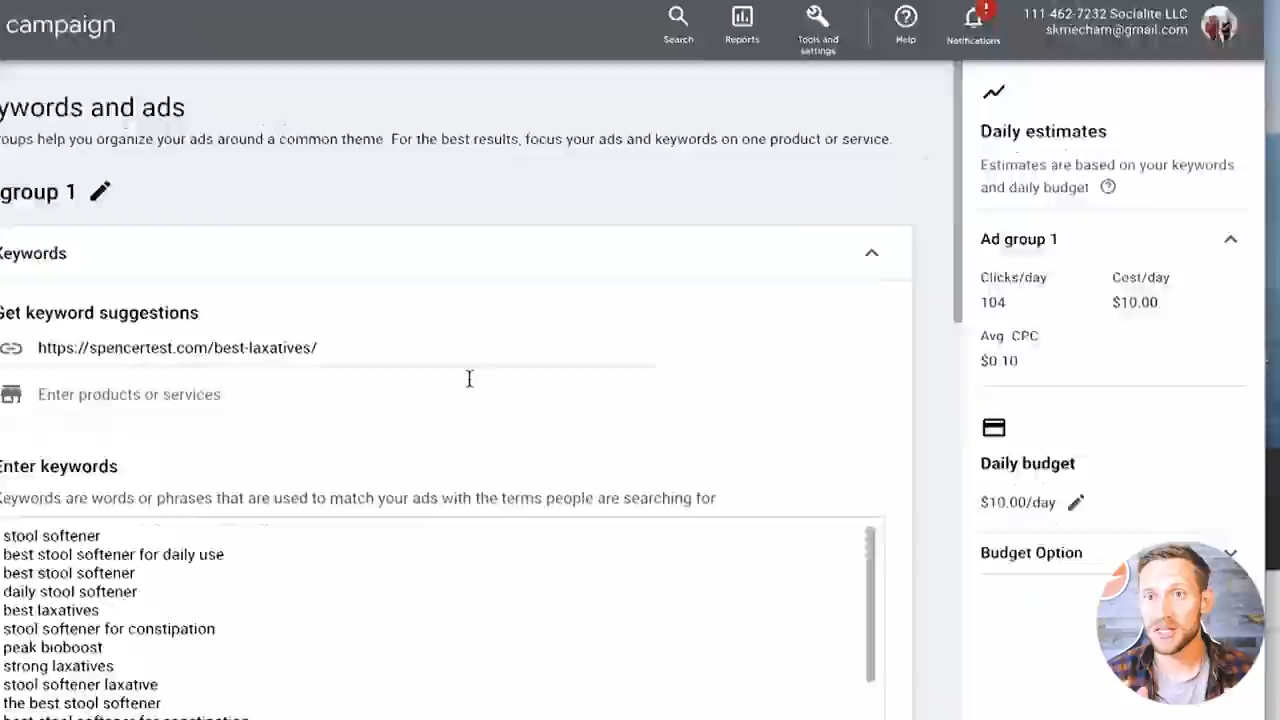 campaign
Search
Reports
Tools and
settings
Help
Notifications
111-462-7232 Socialite LLC
skmecham@gmail.com
ywords and ads
oups help you organize your ads around a common theme. For the best results, focus your ads and keywords on one product or service.
group 1
Keywords
Get keyword suggestions
https://spencertest.com/best-laxatives/
Enter products or services
Enter keywords
Keywords are words or phrases that are used to match your ads with the terms people are searching for
stool softener
best stool softener for daily use
best stool softener
daily stool softener
best laxatives
stool softener for constipation
peak bioboost
strong laxatives
stool softener laxative
the best stool softener
best stool softener for constipation
Daily estimates
Estimates are based on your keywords
and daily budget
Ad group 1
Clicks/day
Cost/day
104
$10.00
Avg. CPC
$0.10
Daily budget
$10.00/day
Budget Option